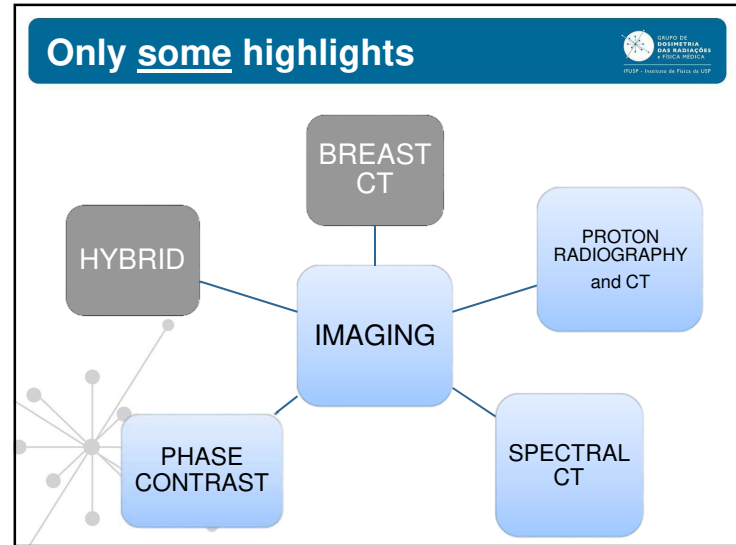 Only some highlights
GRUPO DE
DOSIMETRIA
DAS RADIAÇÕES
e FÍSICA MÉDICA
IFUSP - Instituto de Física da USP
BREAST
CT
HYBRID
PROTON
RADIOGRAPHY
and CT
IMAGING
PHASE
CONTRAST
SPECTRAL
CT